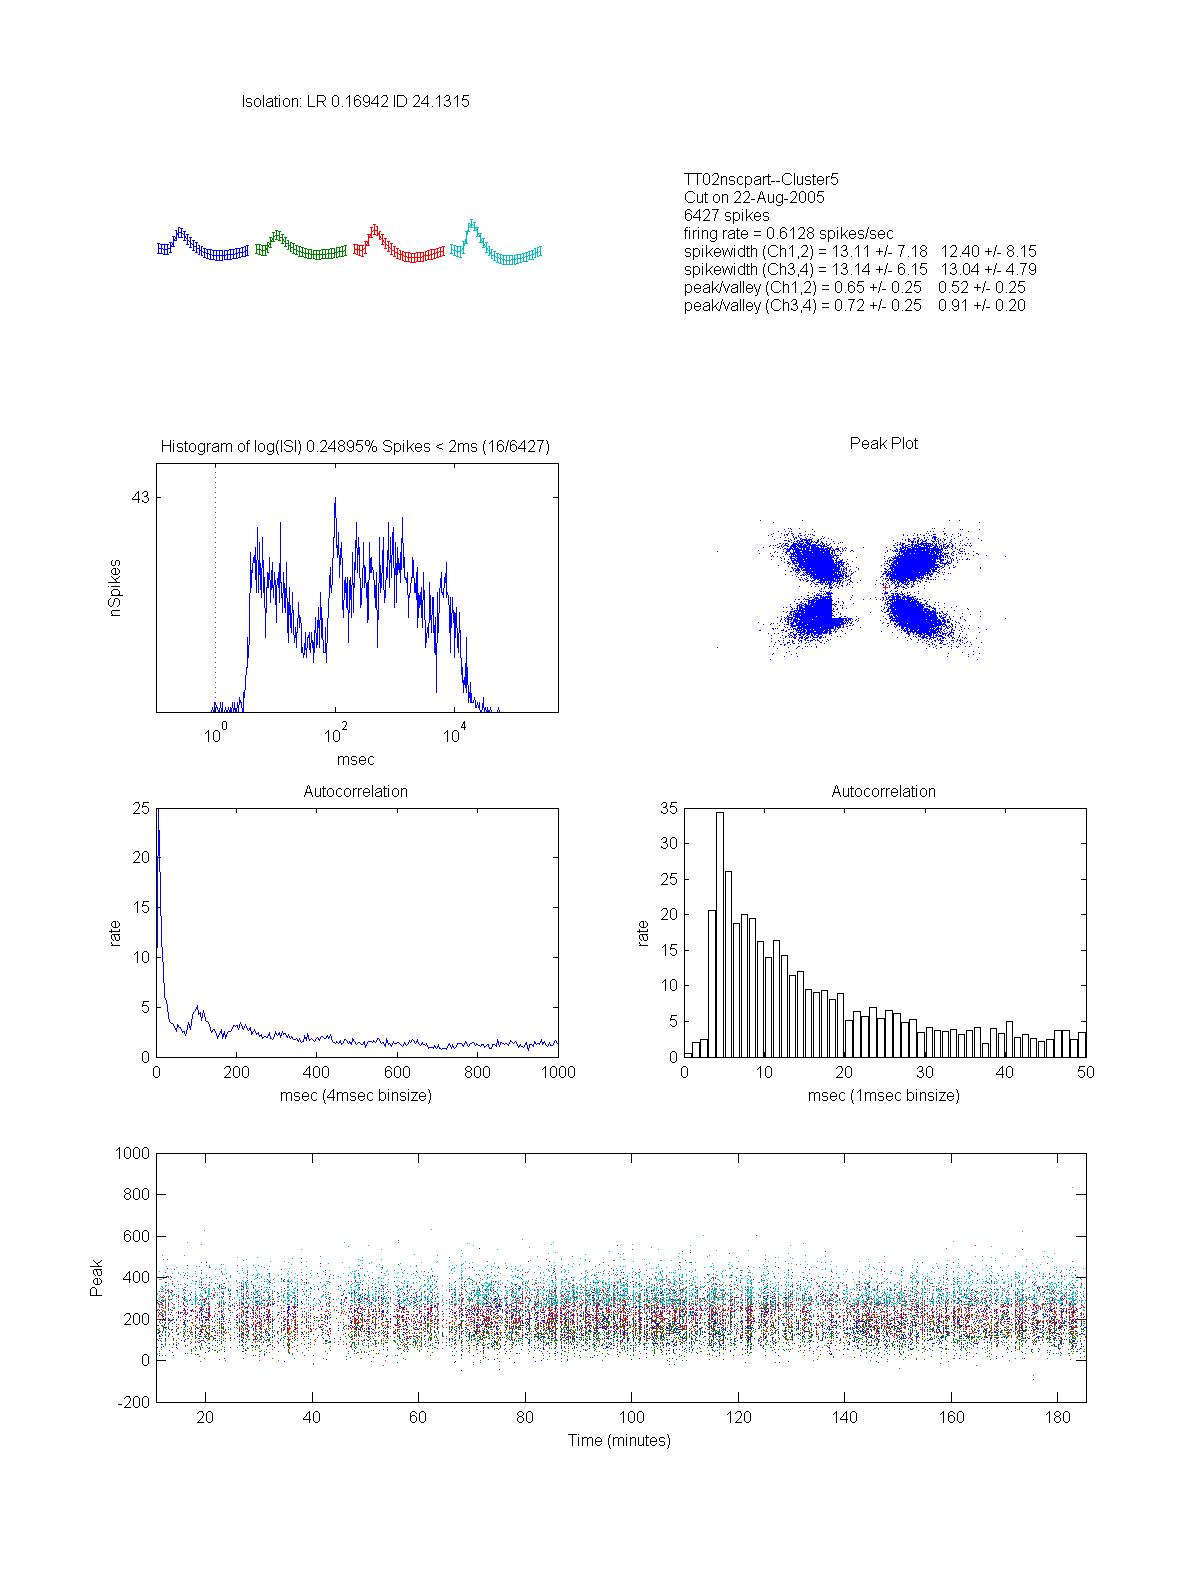 Isolation: LR 0.16942 ID 24.1315
TT02nscpart--Cluster5
Cut on 22-Aug-2005
6427 spikes
firing rate = 0.6128 spikes/sec
spikewidth (Ch1,2) = 13.11 +/- 7.18 12.40 +/- 8.15
spikewidth (Ch3,4) = 13.14 +/- 6.15 13.04 +/- 4.79
peak/valley (Ch1,2) = 0.65 +/- 0.25 0.52 +/- 0.25
peak/valley (Ch3,4) = 0.72 +/- 0.25 0.91 +/- 0.20
Histogram of log(ISI) 0.24895% Spikes < 2ms (16/6427)
43
nSpikes
10^0 10^2 10^4
msec
Peak Plot
Autocorrelation
25
20
15
10
5
0
rate
0 200 400 600 800 1000
msec (4msec binsize)
Autocorrelation
35
30
25
20
15
10
5
0
rate
0 10 20 30 40 50
msec (1msec binsize)
1000
800
600
400
200
0
-200
Peak
20 40 60 80 100 120 140 160 180
Time (minutes)